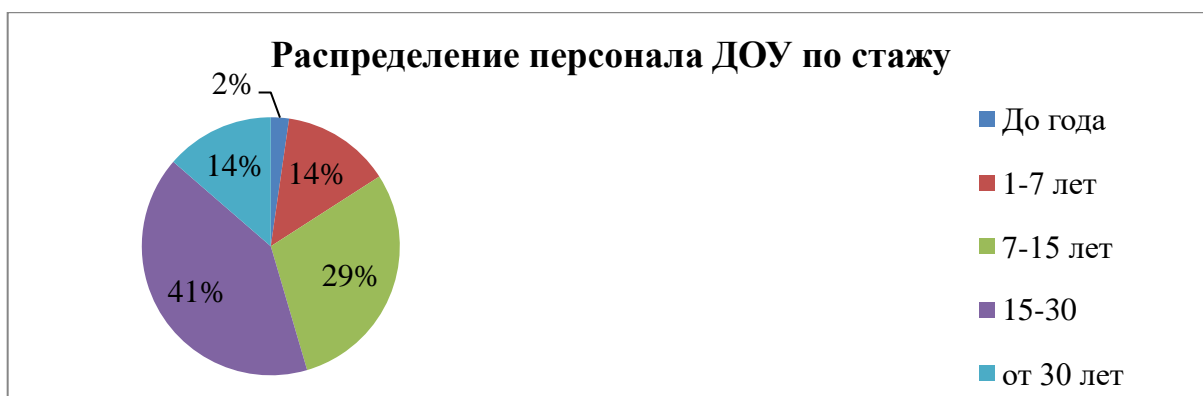 Распределение персонала ДОУ по стажу
2%
14%
14%
29%
41%
До года
1-7 лет
7-15 лет
15-30
от 30 лет